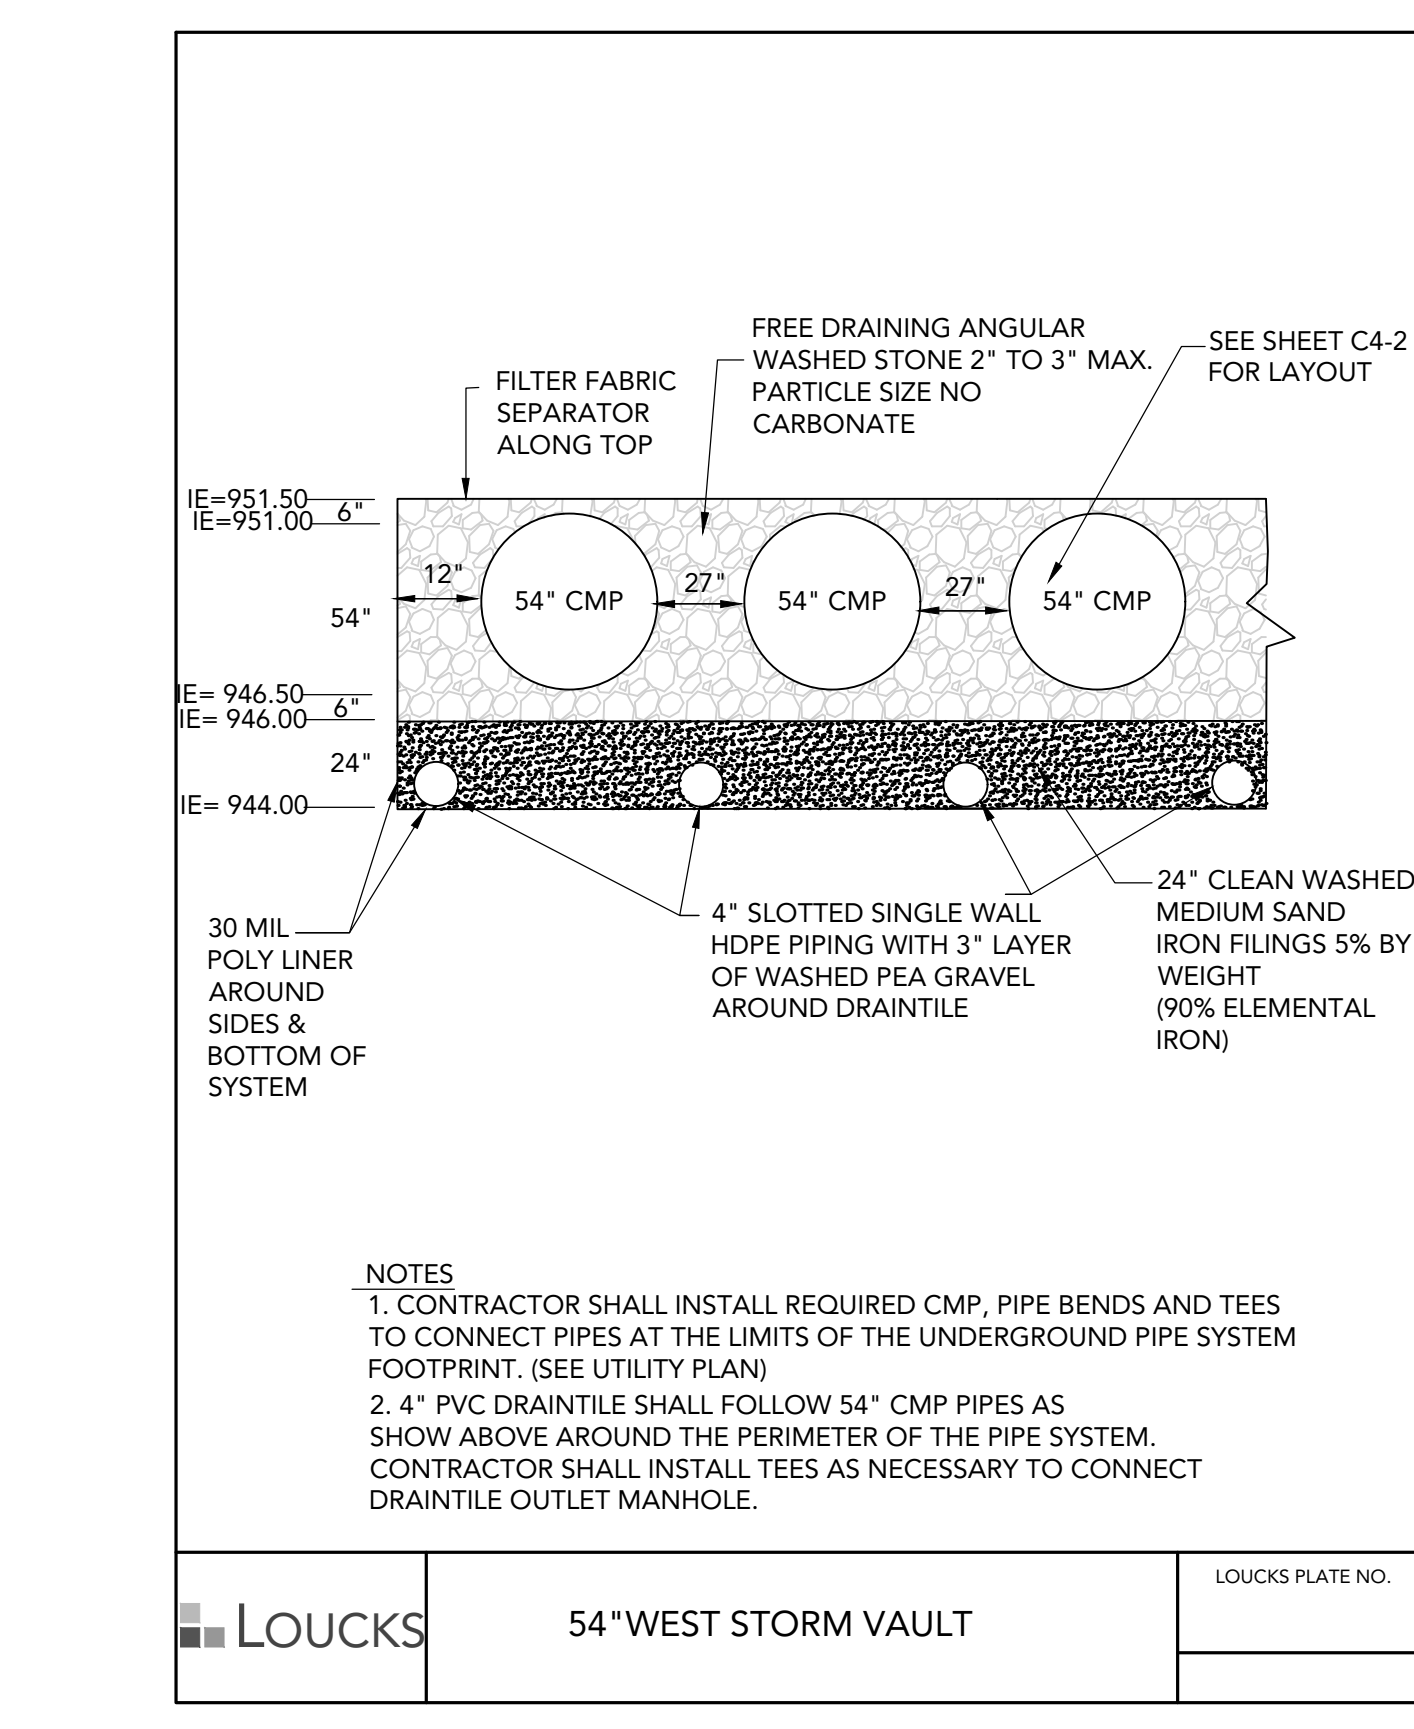 FREE DRAINING ANGULAR
WASHED STONE 2" TO 3" MAX.
PARTICLE SIZE NO
CARBONATE
SEE SHEET C4-2
FOR LAYOUT
FILTER FABRIC
SEPARATOR
ALONG TOP
IE=951.50
6"
IE=951.00
12"
27"
27"
54" CMP
54" CMP
54" CMP
54"
IE= 946.50
6"
IE= 946.00
24"
IE= 944.00
30 MIL
POLY LINER
AROUND
SIDES &
BOTTOM OF
SYSTEM
4" SLOTTED SINGLE WALL
HDPE PIPING WITH 3" LAYER
OF WASHED PEA GRAVEL
AROUND DRAINTILE
24" CLEAN WASHED
MEDIUM SAND
IRON FILINGS 5% BY
WEIGHT
(90% ELEMENTAL
IRON)
NOTES
1. CONTRACTOR SHALL INSTALL REQUIRED CMP, PIPE BENDS AND TEES
TO CONNECT PIPES AT THE LIMITS OF THE UNDERGROUND PIPE SYSTEM
FOOTPRINT. (SEE UTILITY PLAN)
2. 4" PVC DRAINTILE SHALL FOLLOW 54" CMP PIPES AS
SHOW ABOVE AROUND THE PERIMETER OF THE PIPE SYSTEM.
CONTRACTOR SHALL INSTALL TEES AS NECESSARY TO CONNECT
DRAINTILE OUTLET MANHOLE.
LOUCKS
54"WEST STORM VAULT
LOUCKS PLATE NO.